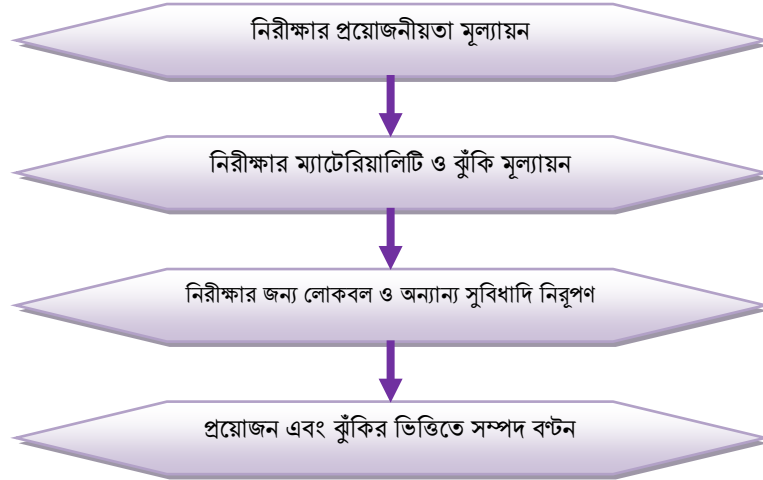 নিরীক্ষার প্রয়োজনীয়তা মূল্যায়ন
নিরীক্ষার ম্যাটেরিয়ালিটি ও ঝুঁকি মূল্যায়ন
নিরীক্ষার জন্য লোকবল ও অন্যান্য সুবিধাদি নিরূপণ
প্রয়োজন এবং ঝুঁকির ভিত্তিতে সম্পদ বণ্টন